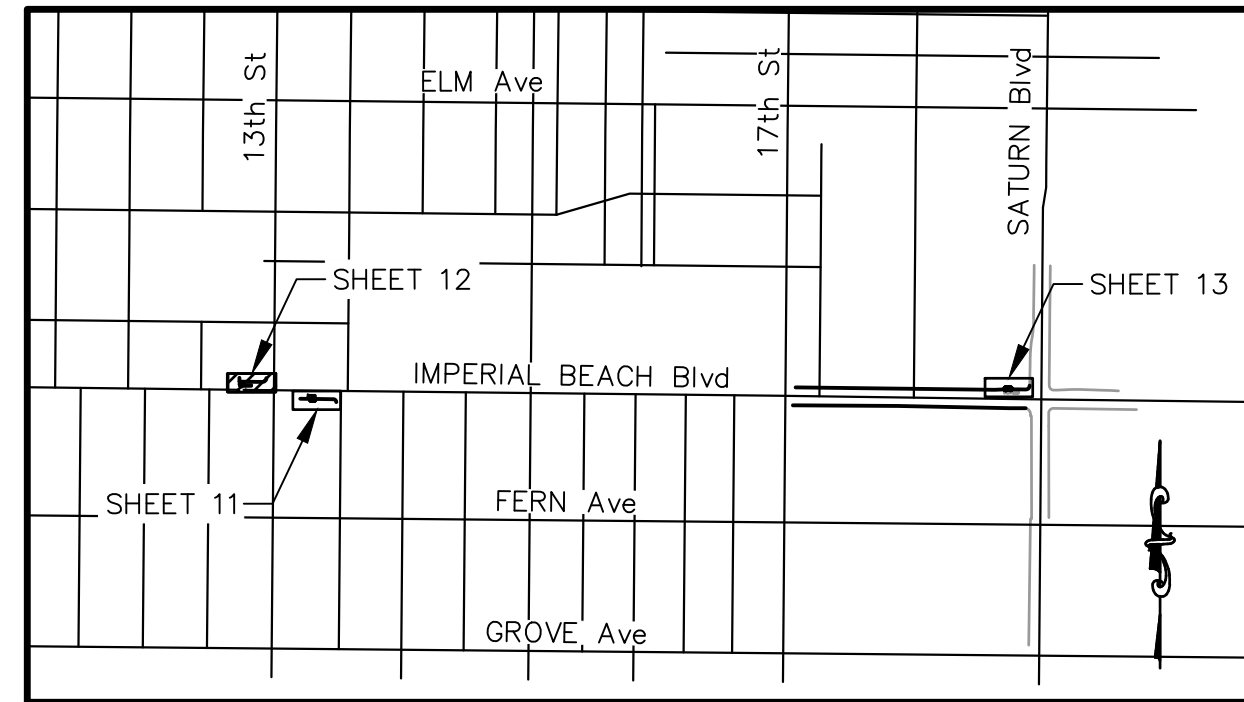 13th St
ELM Ave
17th St
SATURN Blvd
SHEET 12
SHEET 13
IMPERIAL BEACH Blvd
SHEET 11
FERN Ave
GROVE Ave